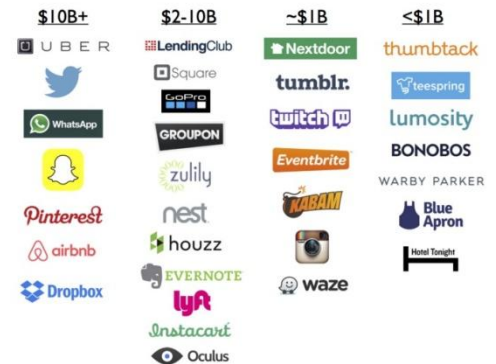 $10B+
UBER
WhatsApp
Pinterest
airbnb
Dropbox
$2-10B
LendingClub
Square
GoPro
GROUPON
zulily
nest
houzz
EVERNOTE
lyft
Instacart
Oculus
~$1B
Nextdoor
tumblr.
twitch
Eventbrite
KABAM
waze
<$1B
thumbtack
teespring
lumosity
BONOBOS
WARBY PARKER
Blue
Apron
Hotel Tonight